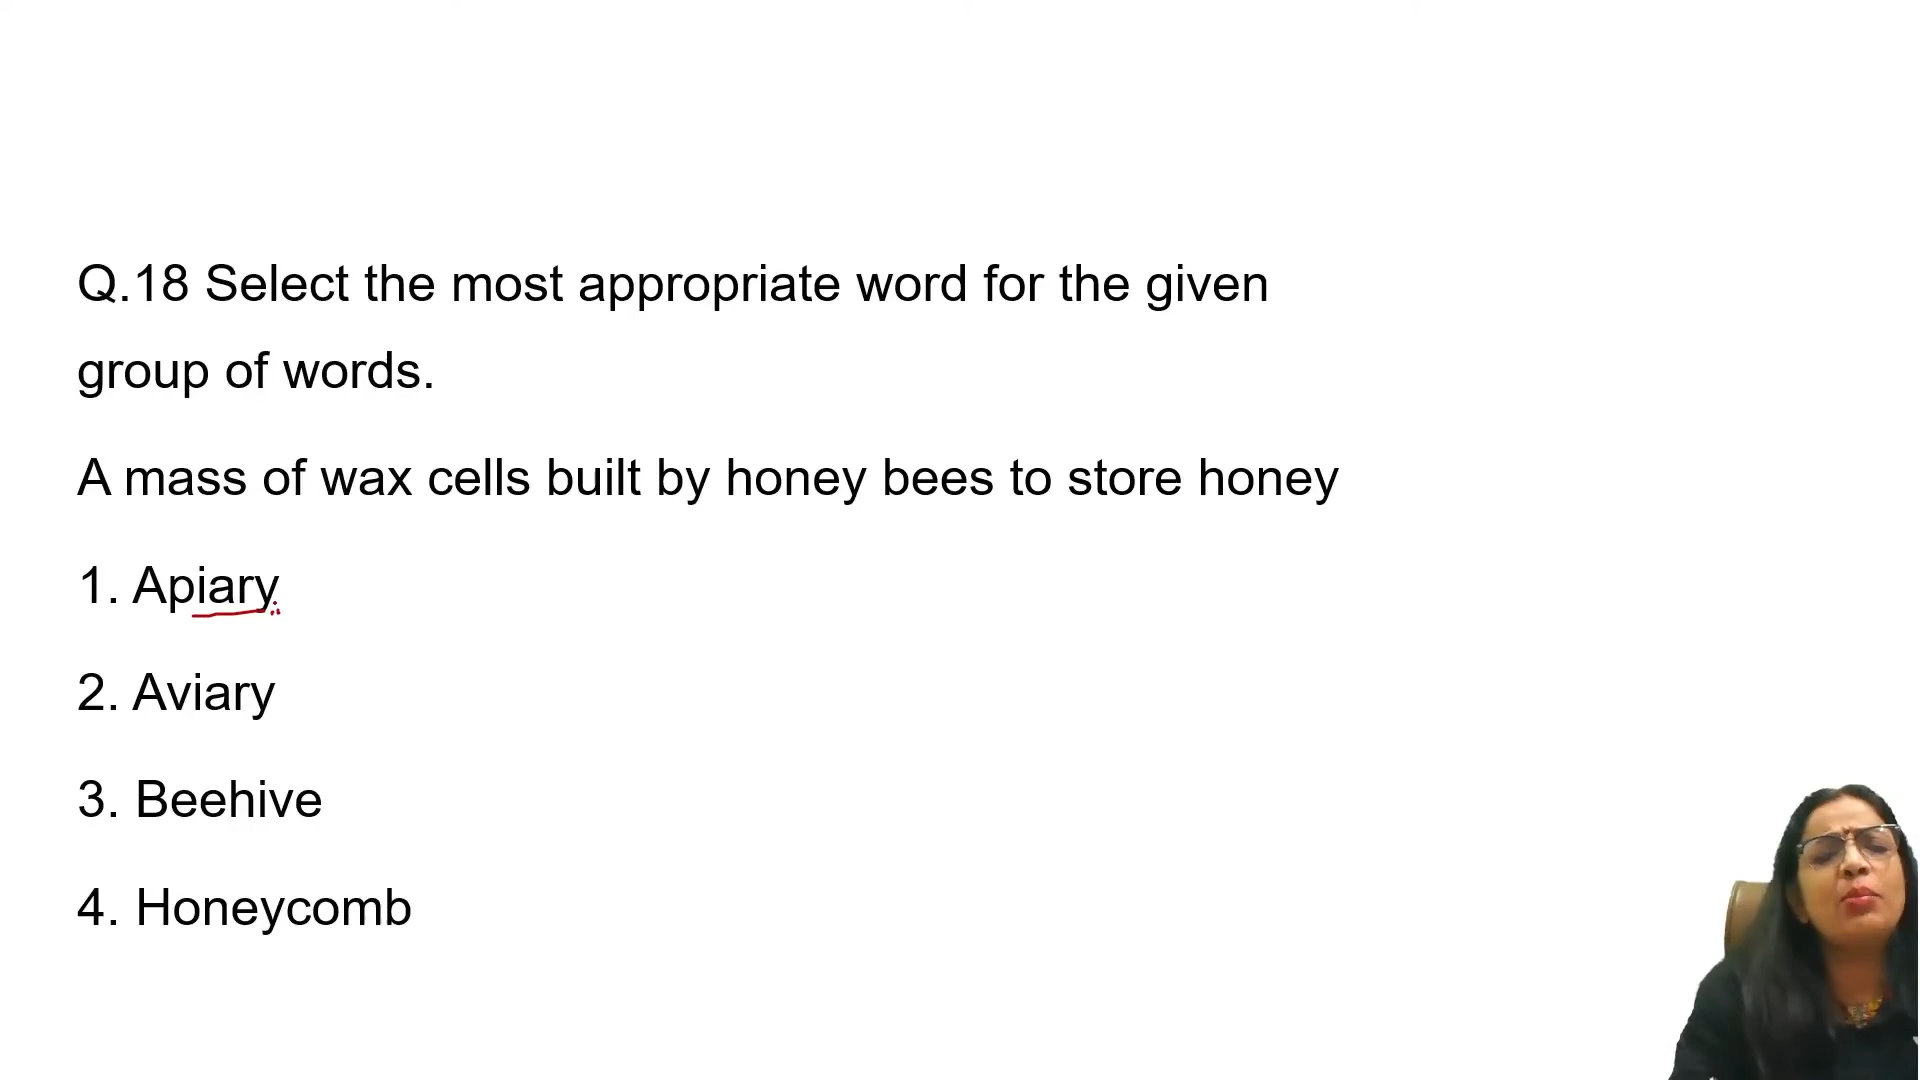 Q.18 Select the most appropriate word for the given
group of words.
A mass of wax cells built by honey bees to store honey
1. Apiary
2. Aviary
3. Beehive
4. Honeycomb